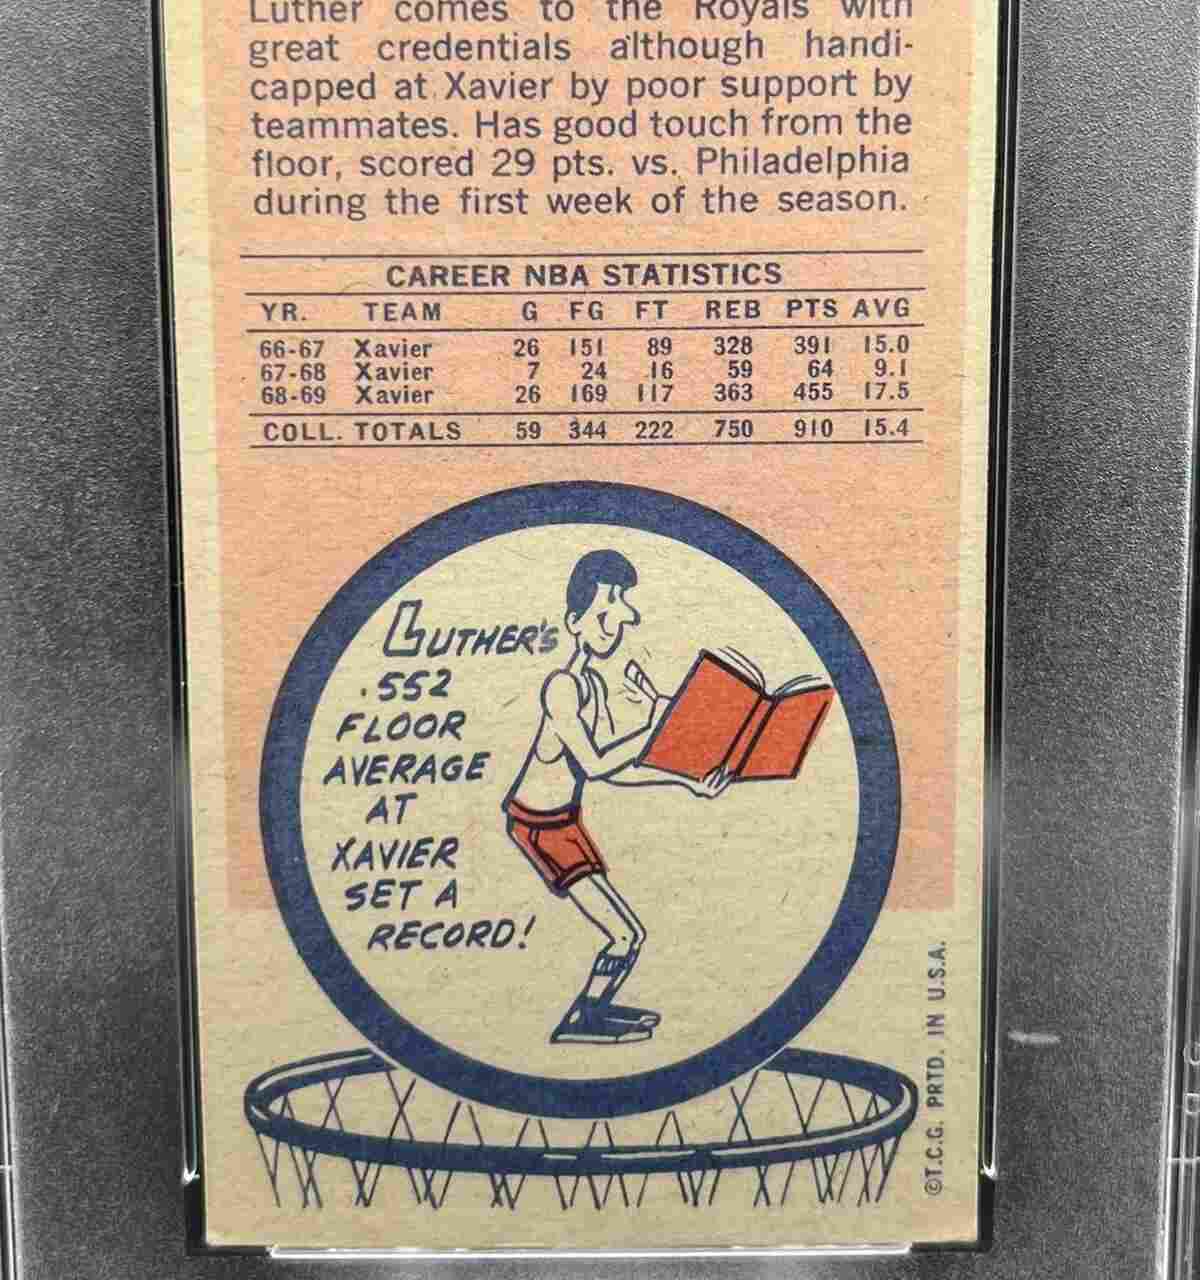 Luther comes to the Royals with
great credentials although handi-
capped at Xavier by poor support by
teammates. Has good touch from the
floor, scored 29 pts. vs. Philadelphia
during the first week of the season.
CAREER NBA STATISTICS
YR. TEAM G FG FT REB PTS AVG
66-67 Xavier 26 151 89 328 391 15.0
67-68 Xavier 7 24 16 59 64 9.1
68-69 Xavier 26 169 117 363 455 17.5
COLL. TOTALS 59 344 222 750 910 15.4
LUTHER'S
.552
FLOOR
AVERAGE
AT
XAVIER
SET A
RECORD!
©T.C.G. PRTD. IN U.S.A.